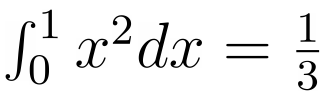 ∫₀¹ x²dx = 1/3